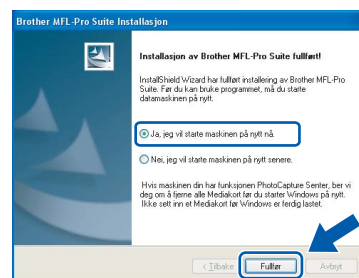 Brother MFL-Pro Suite Installasjon
Installasjon av Brother MFL-Pro Suite fullført!
InstallShield Wizard har fullført installering av Brother MFL-Pro
Suite. Før du kan bruke programmet, må du starte
datamaskinen på nytt.
Ja, jeg vil starte maskinen på nytt nå.
Nei, jeg vil starte maskinen på nytt senere.
Hvis maskinen din har funksjonen PhotoCapture Senter, ber vi
deg om å fjerne alle Mediakort før du starter Windows på nytt.
Ikke sett inn et Mediakort før Windows er ferdig lastet.
< Tilbake Fullfør Avbryt